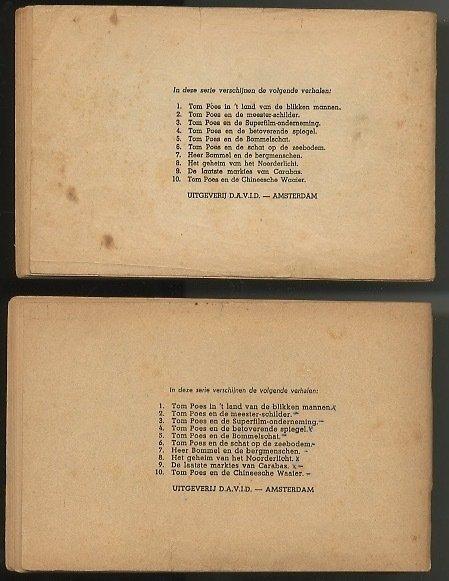 In deze serie verschijnen de volgende verhalen:
1. Tom Poes in 't land van de blikken mannen.
2. Tom Poes en de meester-schilder.
3. Tom Poes en de Superfilm-onderneming.
4. Tom Poes en de betoverende spiegel.
5. Tom Poes en de Bommelschat.
6. Tom Poes en de schat op de zeebodem.
7. Heer Bommel en de bergmenschen.
8. Het geheim van het Noorderlicht.
9. De laatste markies van Carabas.
10. Tom Poes en de Chineesche Waaier.
UITGEVERIJ D.A.V.I.D. — AMSTERDAM
In deze serie verschijnen de volgende verhalen:
1. Tom Poes in 't land van de blikken mannen.
2. Tom Poes en de meester-schilder.
3. Tom Poes en de Superfilm-onderneming.
4. Tom Poes en de betoverende spiegel.
5. Tom Poes en de Bommelschat.
6. Tom Poes en de schat op de zeebodem.
7. Heer Bommel en de bergmenschen.
8. Het geheim van het Noorderlicht.
9. De laatste markies van Carabas.
10. Tom Poes en de Chineesche Waaier.
UITGEVERIJ D.A.V.I.D. — AMSTERDAM